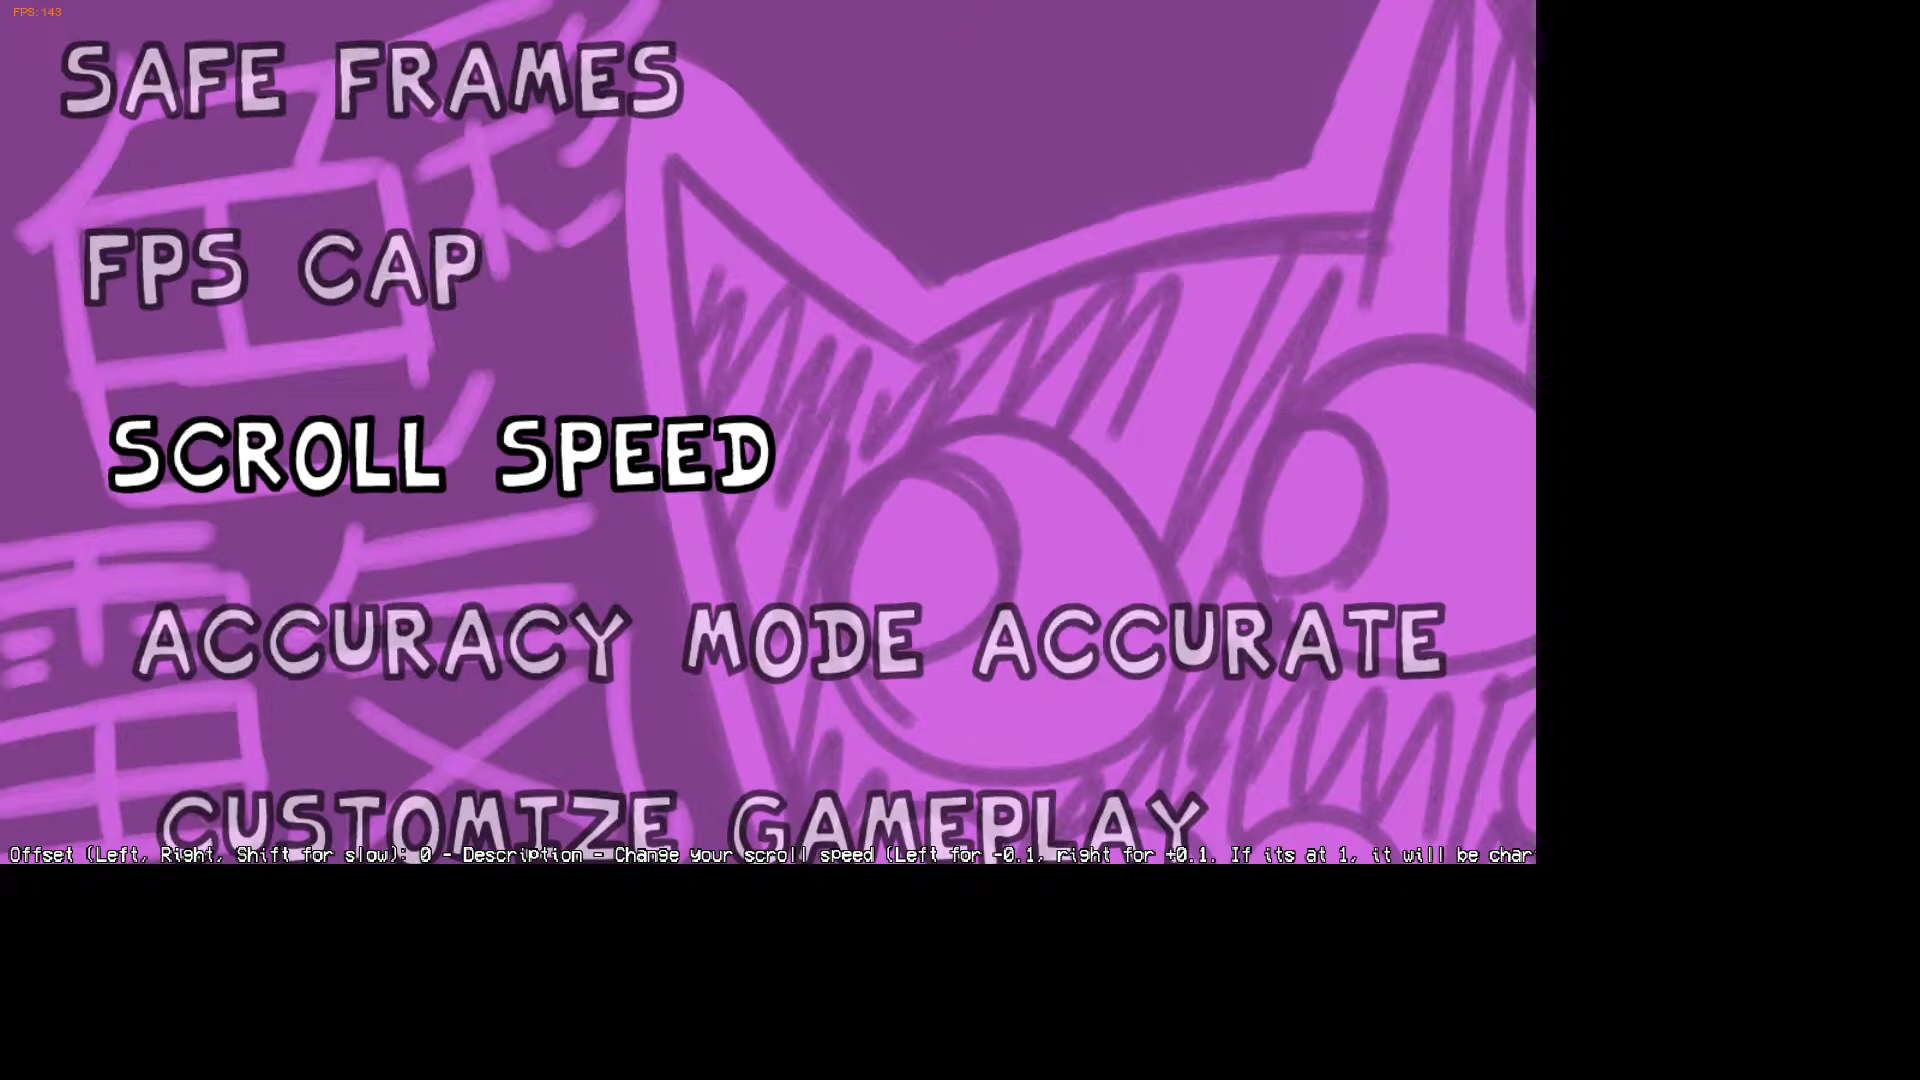 FPS: 143
SAFE FRAMES
FPS CAP
SCROLL SPEED
ACCURACY MODE ACCURATE
CUSTOMIZE GAMEPLAY
Offset (Left, Right, Shift for slow): 0 - Description - Change your scroll speed (Left for -0.1, right for +0.1. If its at 1, it will be char